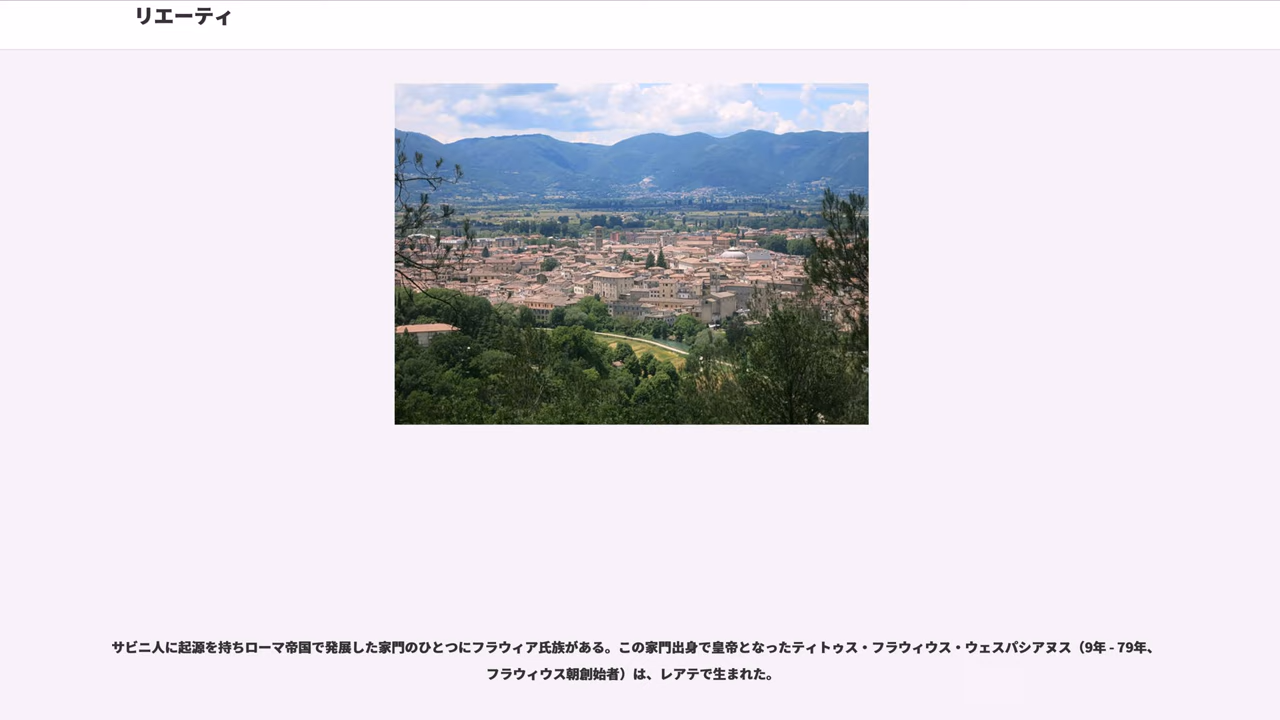 リエーティ
サビニ人に起源を持ちローマ帝国で発展した家門のひとつにフラウィア氏族がある。この家門出身で皇帝となったティトゥス・フラウィウス・ウェスパシアヌス（9年 - 79年、
フラウィウス朝創始者）は、レアテで生まれた。